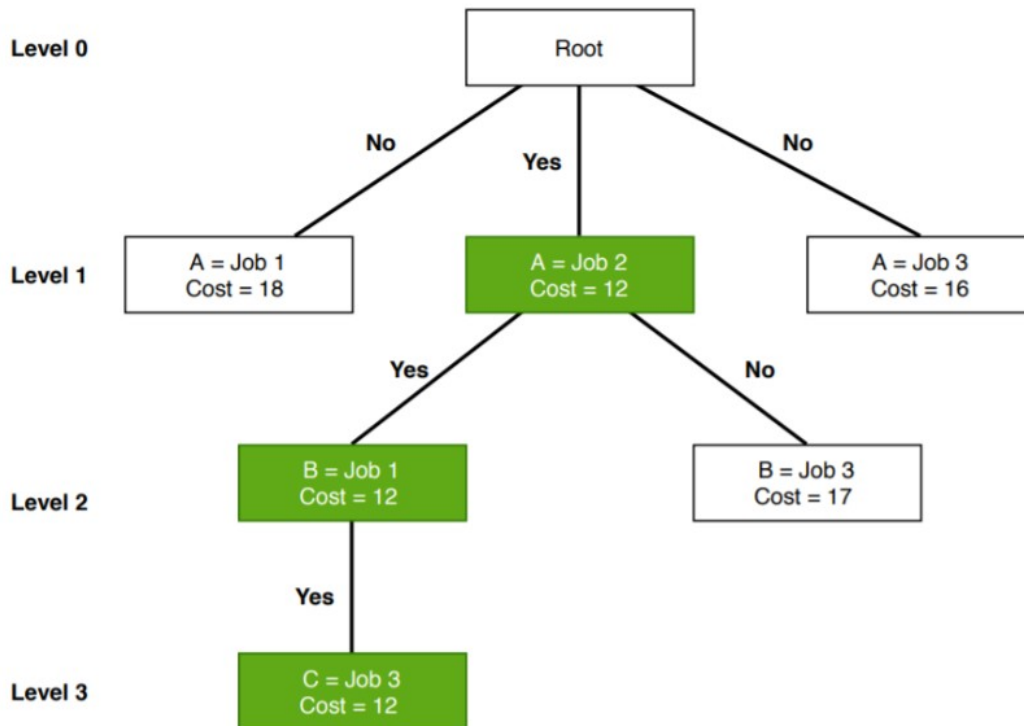 Level 0
Root
No
Yes
No
Level 1
A = Job 1
Cost = 18
A = Job 2
Cost = 12
A = Job 3
Cost = 16
Yes
No
Level 2
B = Job 1
Cost = 12
B = Job 3
Cost = 17
Yes
Level 3
C = Job 3
Cost = 12